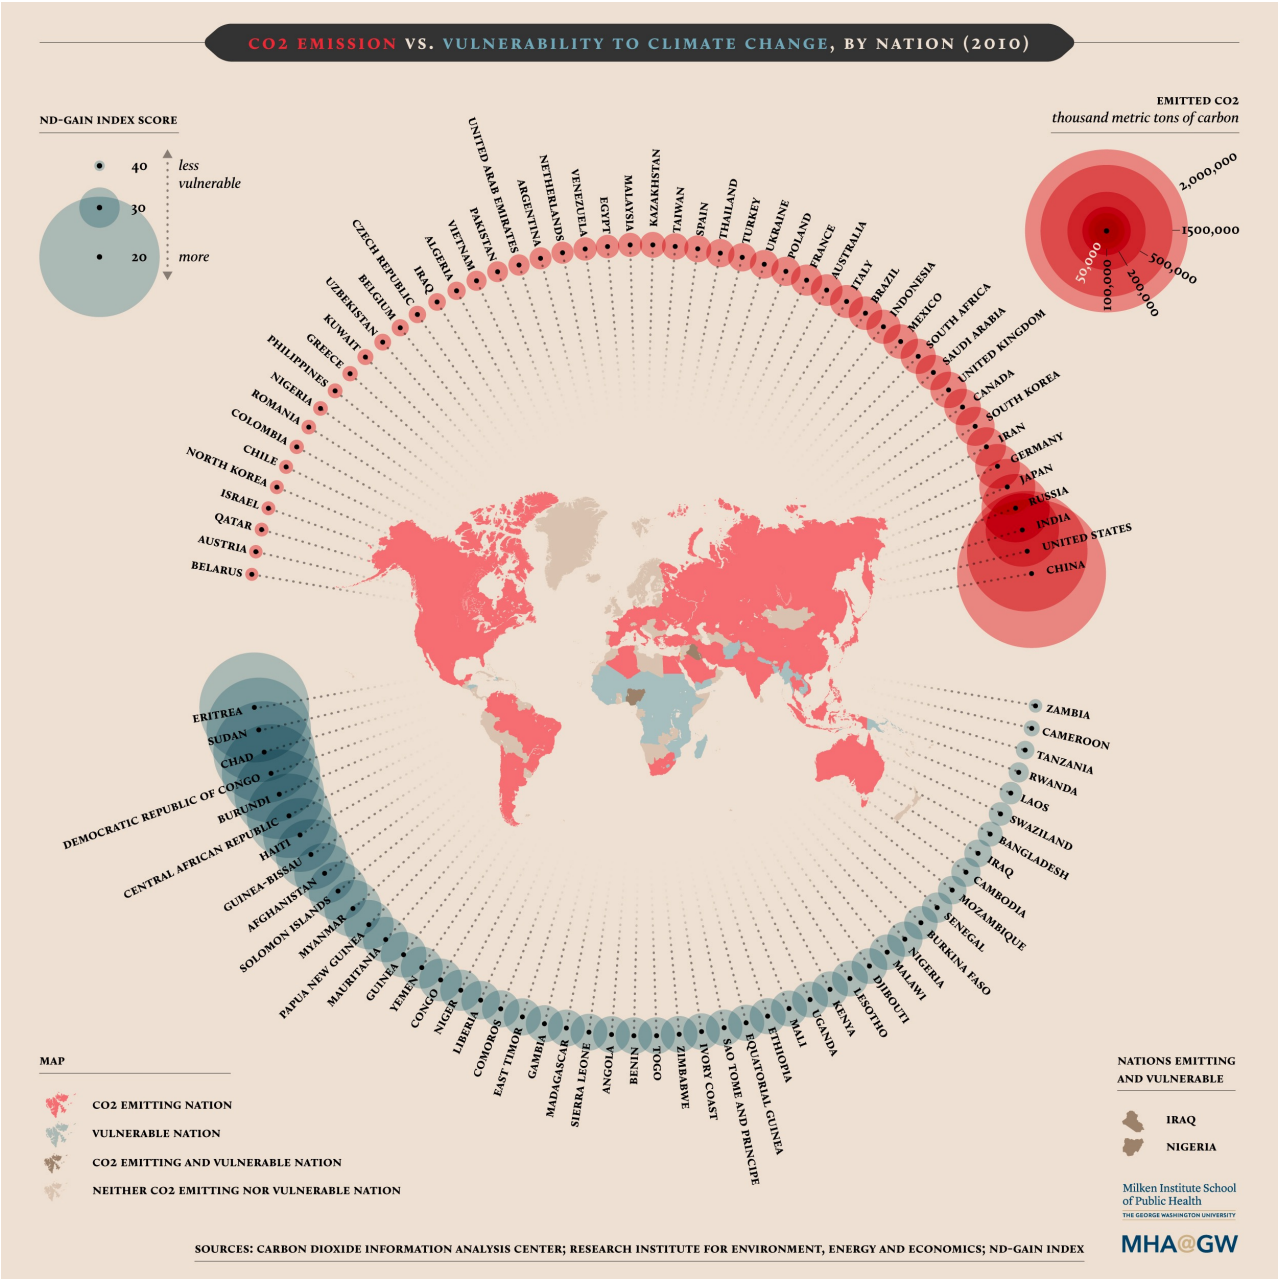 CO2 EMISSION VS. VULNERABILITY TO CLIMATE CHANGE, BY NATION (2010)
ND-GAIN INDEX SCORE
40
less
vulnerable
30
20
more
EMITTED CO2
thousand metric tons of carbon
2,000,000
1500,000
500,000
200,000
100,000
50,000
BELARUS
AUSTRIA
QATAR
ISRAEL
NORTH KOREA
CHILE
COLOMBIA
ROMANIA
NIGERIA
PHILIPPINES
GREECE
KUWAIT
UZBEKISTAN
BELGIUM
CZECH REPUBLIC
IRAQ
ALGERIA
VIETNAM
PAKISTAN
UNITED ARAB EMIRATES
ARGENTINA
NETHERLANDS
VENEZUELA
EGYPT
MALAYSIA
KAZAKHSTAN
TAIWAN
SPAIN
THAILAND
TURKEY
UKRAINE
POLAND
FRANCE
AUSTRALIA
ITALY
BRAZIL
INDONESIA
MEXICO
SOUTH AFRICA
SAUDI ARABIA
UNITED KINGDOM
CANADA
SOUTH KOREA
IRAN
GERMANY
JAPAN
RUSSIA
INDIA
UNITED STATES
CHINA
ERITREA
SUDAN
CHAD
DEMOCRATIC REPUBLIC OF CONGO
BURUNDI
CENTRAL AFRICAN REPUBLIC
HAITI
GUINEA-BISSAU
AFGHANISTAN
SOLOMON ISLANDS
MYANMAR
PAPUA NEW GUINEA
MAURITANIA
GUINEA
YEMEN
CONGO
NIGER
LIBERIA
COMOROS
EAST TIMOR
GAMBIA
MADAGASCAR
SIERRA LEONE
ANGOLA
BENIN
TOGO
ZIMBABWE
IVORY COAST
SAO TOME AND PRINCIPE
EQUATORIAL GUINEA
ETHIOPIA
MALI
UGANDA
KENYA
LESOTHO
DJIBOUTI
MALAWI
NIGERIA
BURKINA FASO
SENEGAL
MOZAMBIQUE
CAMBODIA
IRAQ
BANGLADESH
SWAZILAND
LAOS
RWANDA
TANZANIA
CAMEROON
ZAMBIA
MAP
CO2 EMITTING NATION
VULNERABLE NATION
CO2 EMITTING AND VULNERABLE NATION
NEITHER CO2 EMITTING NOR VULNERABLE NATION
NATIONS EMITTING
AND VULNERABLE
IRAQ
NIGERIA
Milken Institute School
of Public Health
THE GEORGE WASHINGTON UNIVERSITY
MHA@GW
SOURCES: CARBON DIOXIDE INFORMATION ANALYSIS CENTER; RESEARCH INSTITUTE FOR ENVIRONMENT, ENERGY AND ECONOMICS; ND-GAIN INDEX